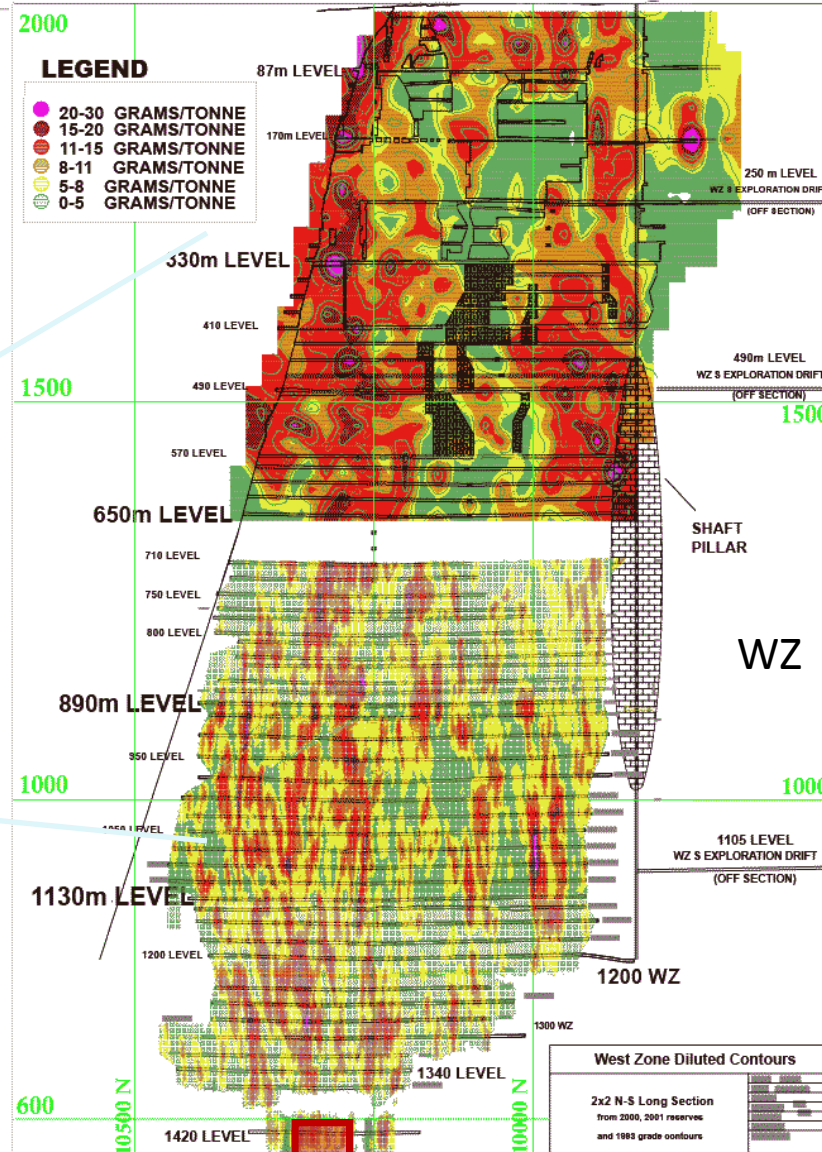 2000
LEGEND
20-30 GRAMS/TONNE
15-20 GRAMS/TONNE
11-15 GRAMS/TONNE
8-11 GRAMS/TONNE
5-8 GRAMS/TONNE
0-5 GRAMS/TONNE
87m LEVEL
170m LEVEL
250 m LEVEL
WZ S EXPLORATION DRIFT
(OFF SECTION)
330m LEVEL
410 LEVEL
490m LEVEL
WZ S EXPLORATION DRIFT
(OFF SECTION)
490 LEVEL
1500
1500
570 LEVEL
650m LEVEL
SHAFT
PILLAR
710 LEVEL
750 LEVEL
800 LEVEL
WZ
890m LEVEL
950 LEVEL
1000
1000
1050 LEVEL
1105 LEVEL
WZ S EXPLORATION DRIFT
(OFF SECTION)
1130m LEVEL
1200 LEVEL
1200 WZ
1300 WZ
1340 LEVEL
West Zone Diluted Contours
2x2 N-S Long Section
from 2000, 2001 reserves
and 1993 grade contours
600
10500 N
10000 N
1420 LEVEL